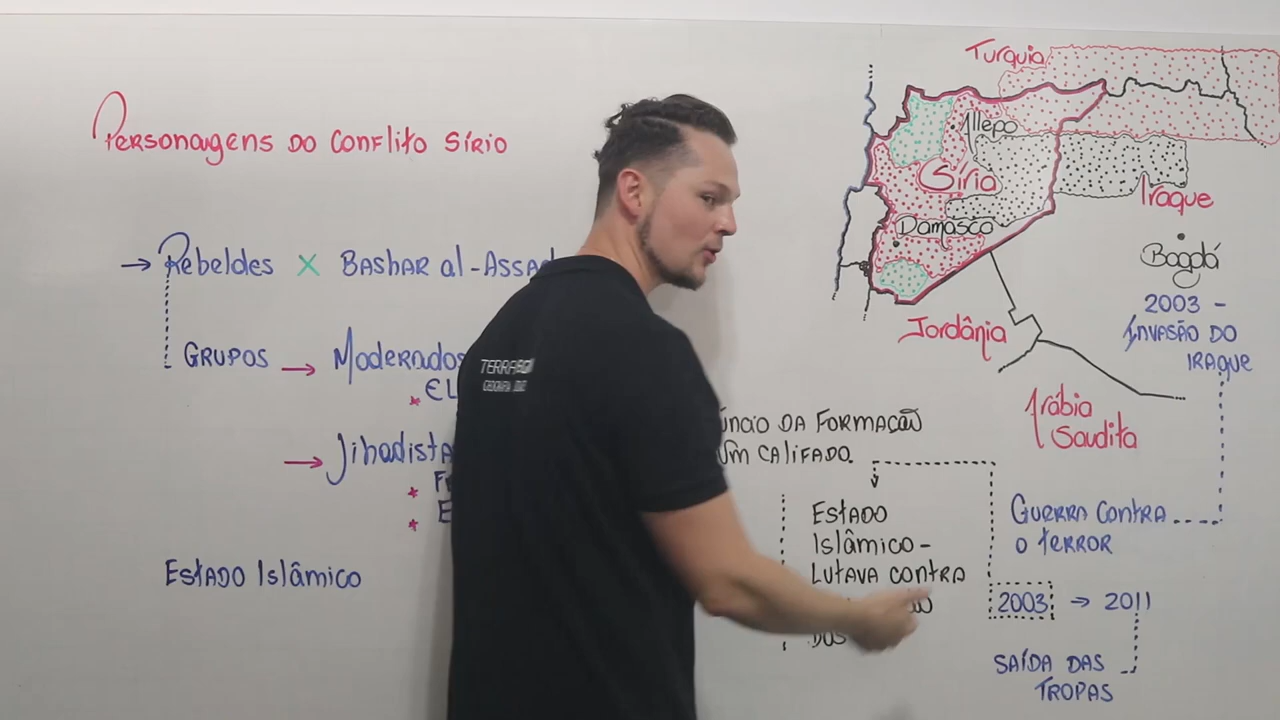 Personagens do Conflito Sírio
→ Rebeldes X Bashar al-Assad
Grupos → Moderados
→ Jihadista
Estado Islâmico
TERRA
da Formação
um califado.
Estado
Islâmico -
Lutava contra
dos
Turquia
Allepo
Síria
Damasco
Iraque
Bagdá
Jordânia
Arábia
Saudita
2003 -
Invasão do
Iraque
Guerra contra
o terror
2003 → 2011
Saída das
tropas